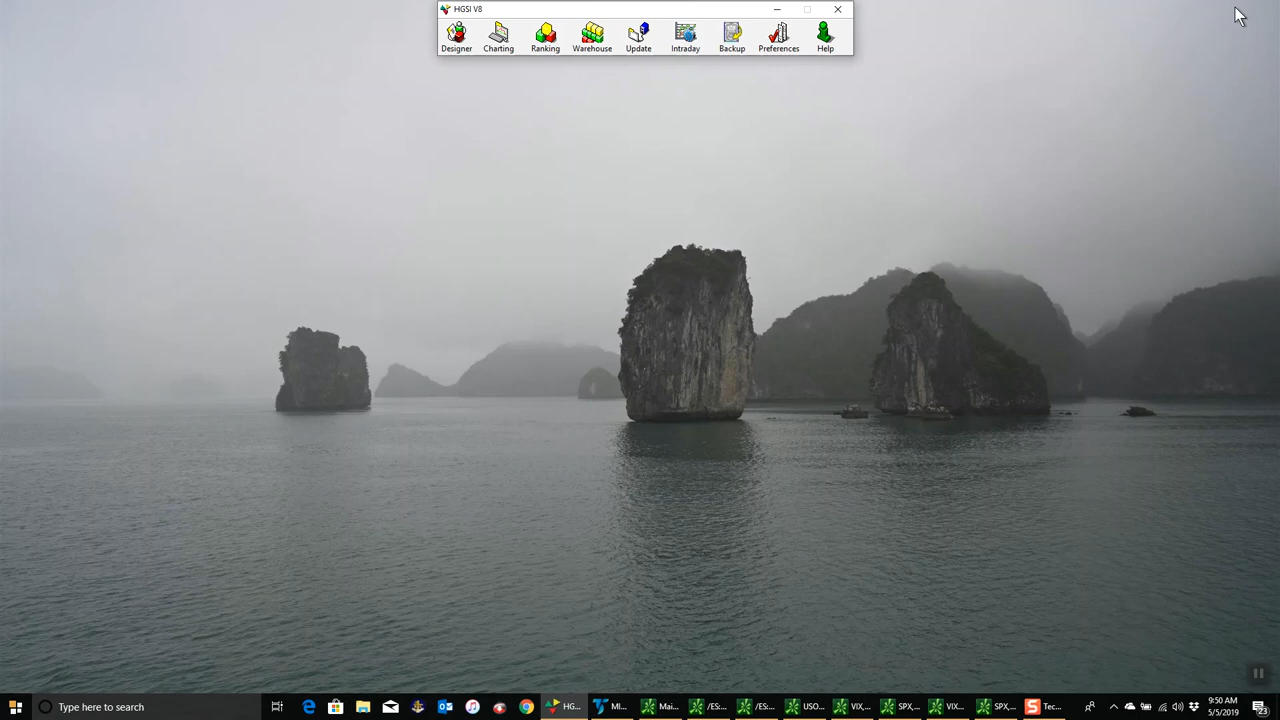 HGSI V8
Designer Charting Ranking Warehouse Update Intraday Backup Preferences Help
Type here to search HG... MI... Mai... /ES... /ES... USO... VIX,... SPX,... VIX... SPX,... Tec...
9:50 AM
5/5/2019